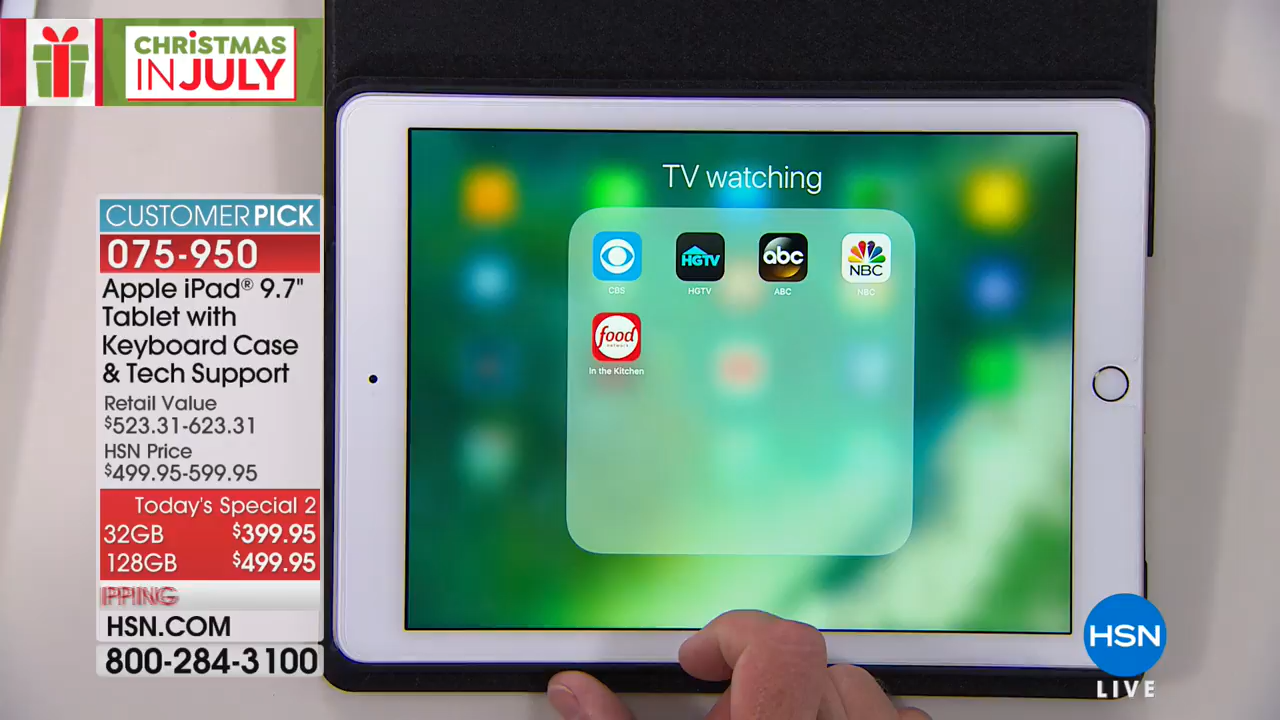 CHRISTMAS
IN JULY
CUSTOMER PICK
075-950
Apple iPad® 9.7"
Tablet with
Keyboard Case
& Tech Support
Retail Value
$523.31-623.31
HSN Price
$499.95-599.95
Today's Special 2
32GB $399.95
128GB $499.95
IPPING
HSN.COM
800-284-3100
TV watching
HGTV
abc
NBC
CBS
HGTV
ABC
NBC
food
NETWORK
In the Kitchen
HSN
LIVE